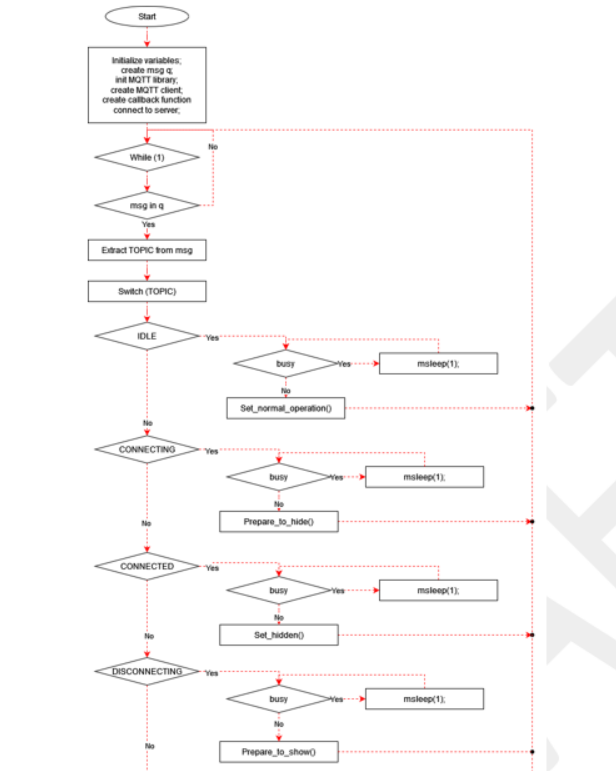 Start
Initialize variables;
create msg q;
init MQTT library;
create MQTT client;
create callback function
connect to server;
While (1)
No
msg in q
Yes
Extract TOPIC from msg
Switch (TOPIC)
IDLE
Yes
busy
Yes
msleep(1);
No
Set_normal_operation()
No
CONNECTING
Yes
busy
Yes
msleep(1);
No
Prepare_to_hide()
No
CONNECTED
Yes
busy
Yes
msleep(1);
No
Set_hidden()
No
DISCONNECTING
Yes
busy
Yes
msleep(1);
No
Prepare_to_show()
No